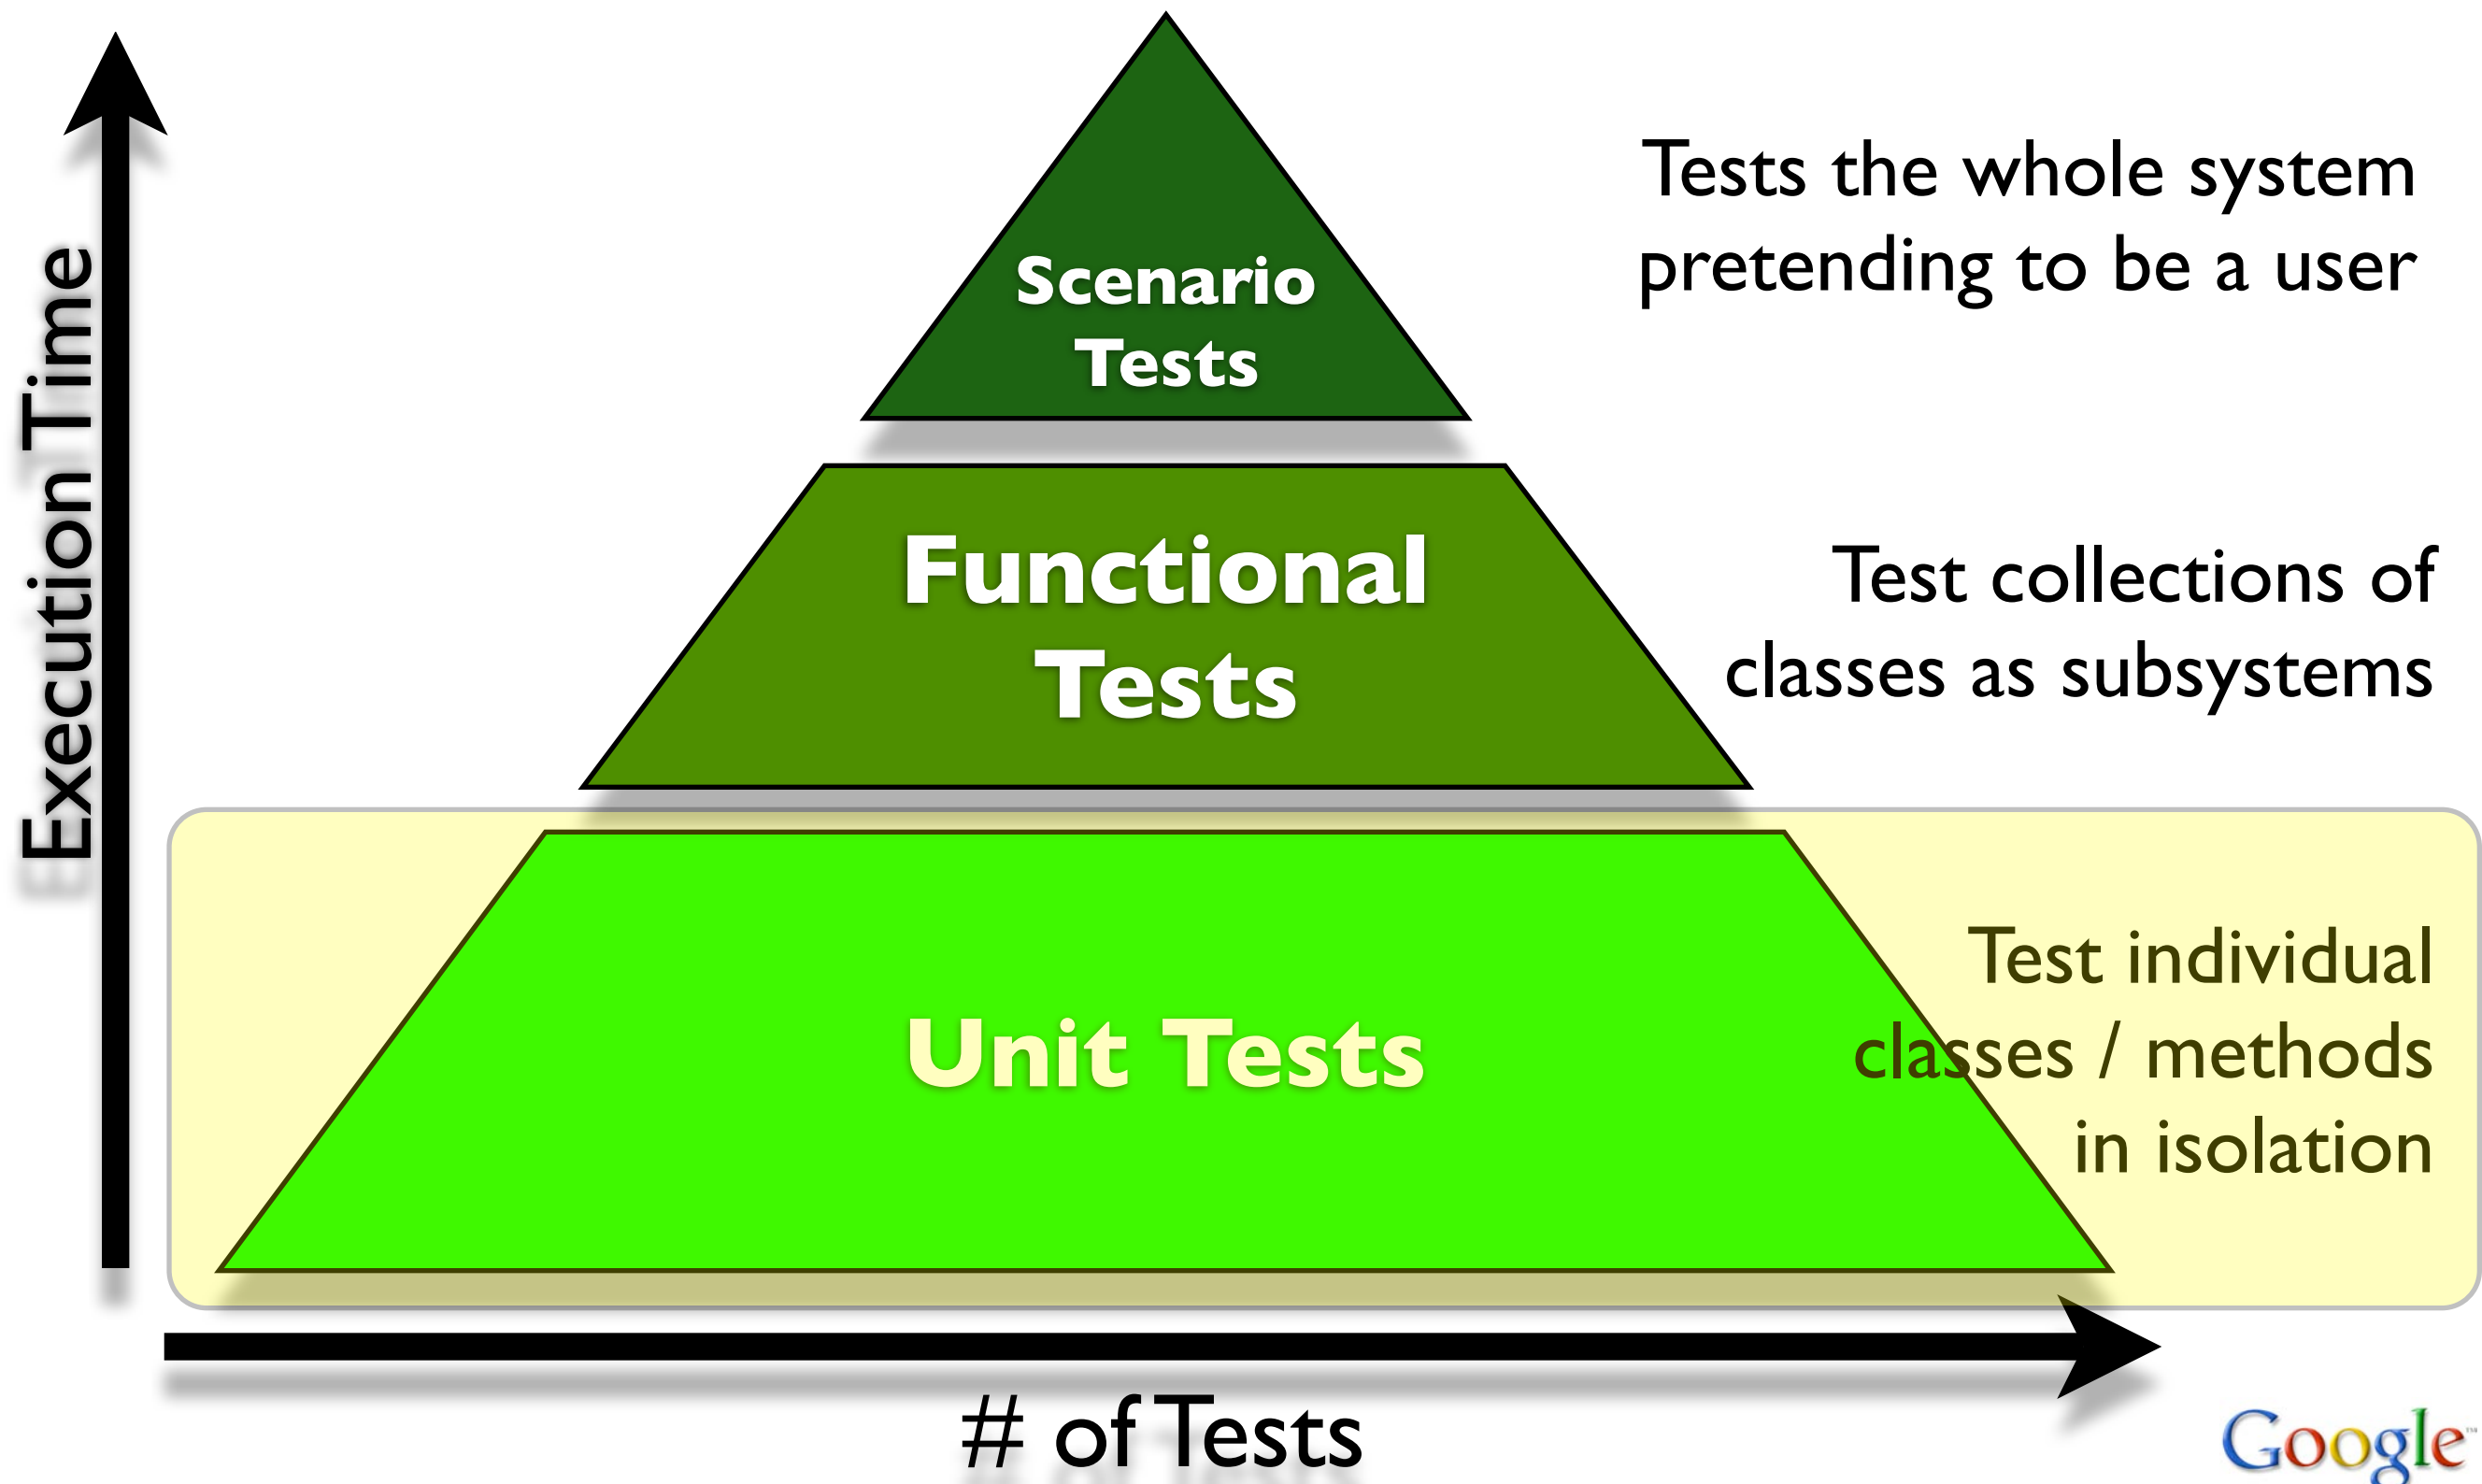 Execution Time
Scenario
Tests
Tests the whole system
pretending to be a user
Functional
Tests
Test collections of
classes as subsystems
Unit Tests
Test individual
classes / methods
in isolation
# of Tests
Google™